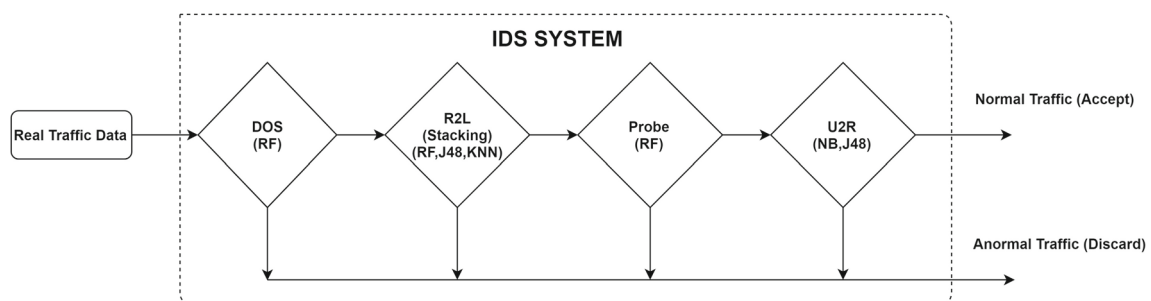 IDS SYSTEM
Real Traffic Data
DOS
(RF)
R2L
(Stacking)
(RF,J48,KNN)
Probe
(RF)
U2R
(NB,J48)
Normal Traffic (Accept)
Anormal Traffic (Discard)